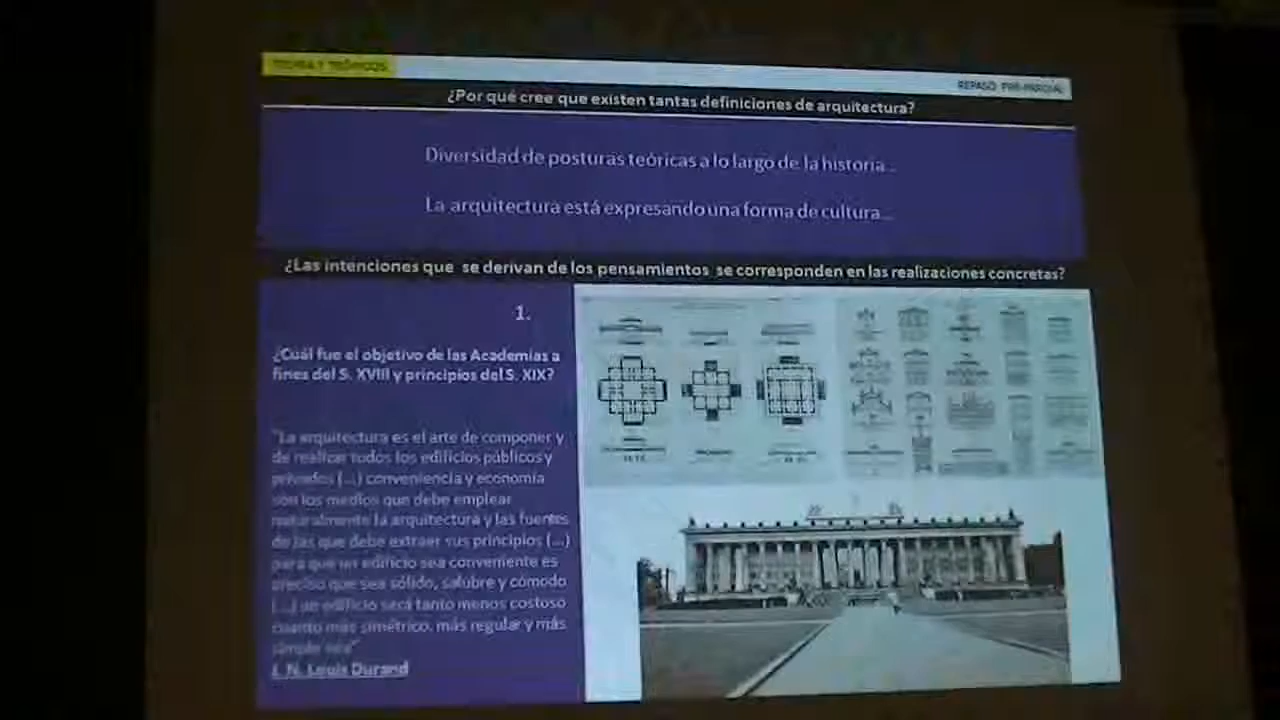 TEORIA Y TEÓRICOS
REPASO PRE-PARCIAL
¿Por qué cree que existen tantas definiciones de arquitectura?
Diversidad de posturas teóricas a lo largo de la historia...
La arquitectura está expresando una forma de cultura...
¿Las intenciones que se derivan de los pensamientos se corresponden en las realizaciones concretas?
1.
¿Cuál fue el objetivo de las Academias a
fines del S. XVIII y principios del S. XIX?
"La arquitectura es el arte de componer y
de realizar todos los edificios públicos y
privados (...) conveniencia y economía
son los medios que debe emplear
naturalmente la arquitectura y las fuentes
de las que debe extraer sus principios (...)
para que un edificio sea conveniente es
preciso que sea sólido, salubre y cómodo
(...) un edificio será tanto menos costoso
cuanto más simétrico, más regular y más
simple sea"
J. N. Louis Durand